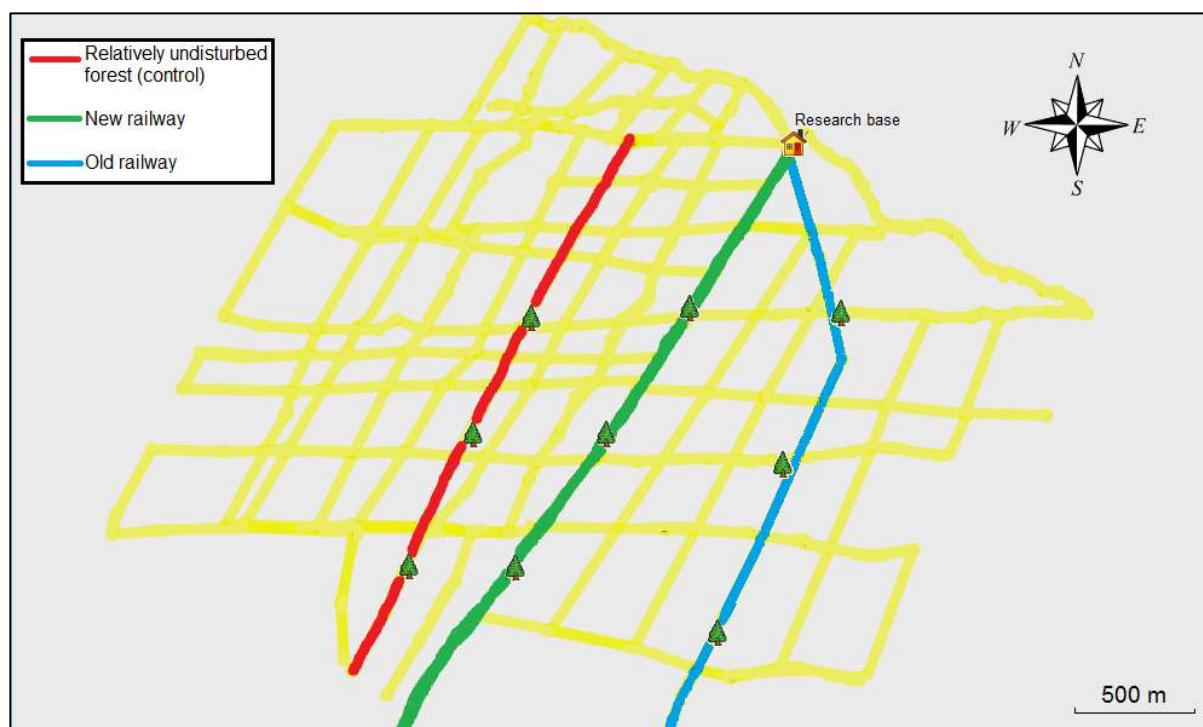 Relatively undisturbed
forest (control)
New railway
Old railway
Research base
N
W
E
S
500 m